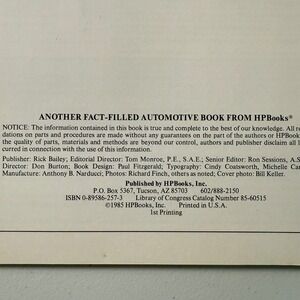 ANOTHER FACT-FILLED AUTOMOTIVE BOOK FROM HPBooks®
NOTICE: The information contained in this book is true and complete to the best of our knowledge. All re
dations on parts and procedures are made without any guarantees on the part of the authors or HPBook
the quality of parts, materials and methods are beyond our control, authors and publisher disclaim all l
curred in connection with the use of this information.
Publisher: Rick Bailey; Editorial Director: Tom Monroe, P.E., S.A.E.; Senior Editor: Ron Sessions, A.S
Director: Don Burton; Book Design: Paul Fitzgerald; Typography: Cindy Coatsworth, Michelle Car
Manufacture: Anthony B. Narducci; Photos: Richard Finch, others as noted; Cover photo: Bill Keller.
Published by HPBooks, Inc.
P.O. Box 5367, Tucson, AZ 85703 602/888-2150
ISBN 0-89586-257-3 Library of Congress Catalog Number 85-60515
©1985 HPBooks, Inc. Printed in U.S.A.
1st Printing